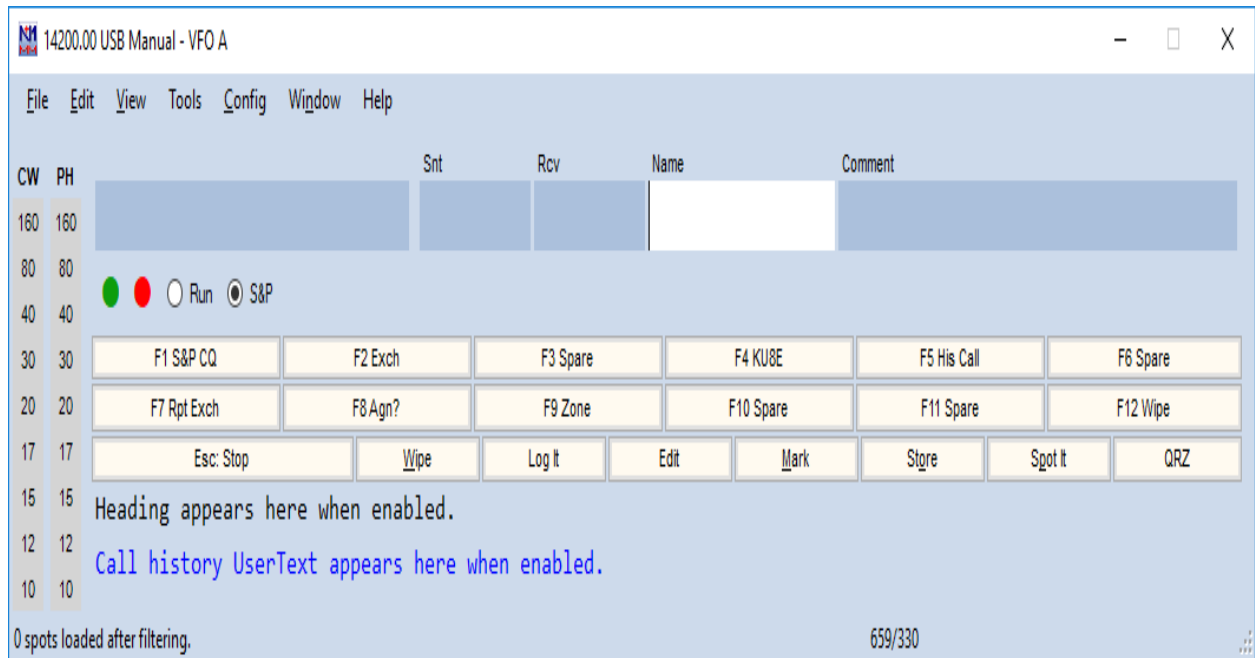 14200.00 USB Manual - VFO A
File Edit View Tools Config Window Help
Snt Rcv Name Comment
CW PH
160 160
80 80
Run S&P
40 40
F1 S&P CQ F2 Exch F3 Spare F4 KU8E F5 His Call F6 Spare
30 30
F7 Rpt Exch F8 Agn? F9 Zone F10 Spare F11 Spare F12 Wipe
20 20
Esc: Stop Wipe Log It Edit Mark Store Spot It QRZ
17 17
15 15
Heading appears here when enabled.
12 12
Call history UserText appears here when enabled.
10 10
0 spots loaded after filtering. 659/330